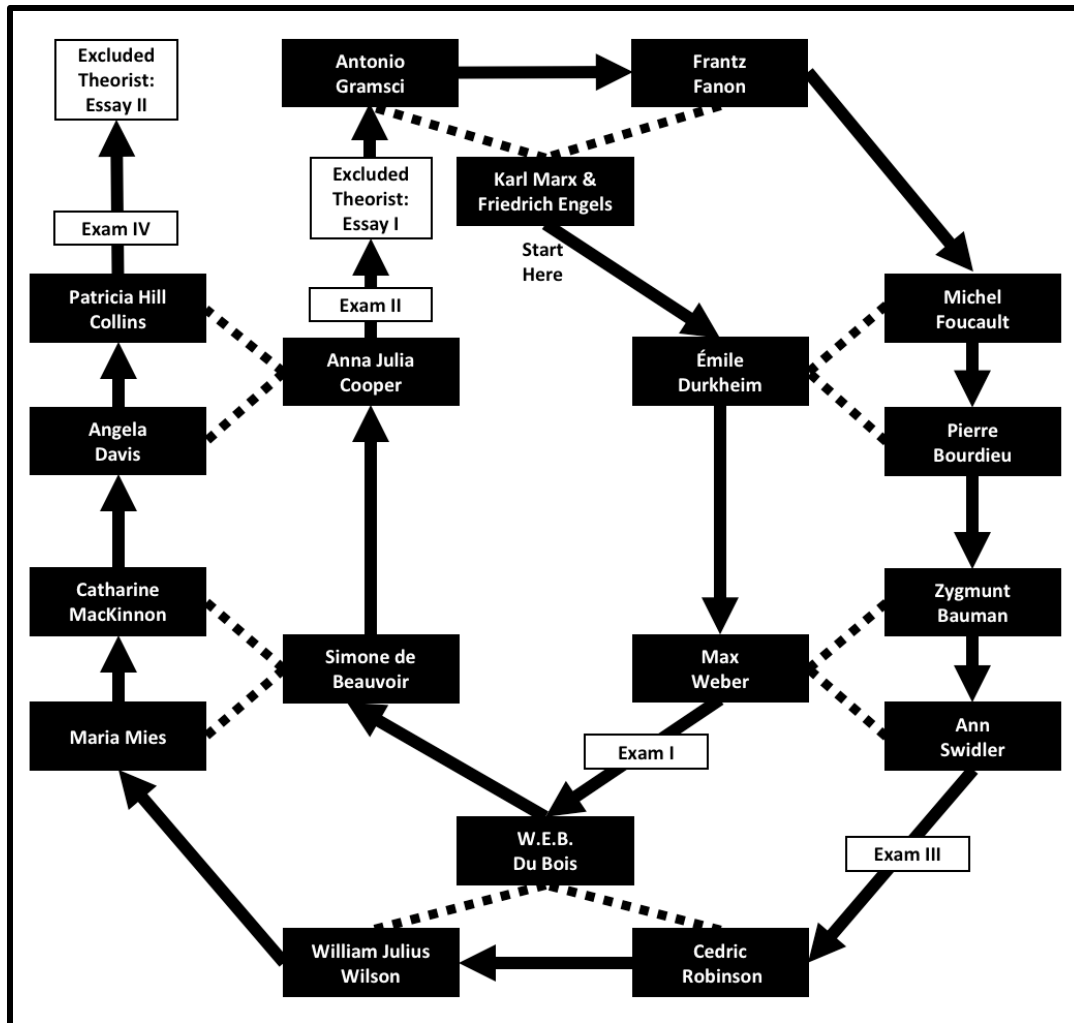 Excluded
Theorist:
Essay II
Antonio
Gramsci
Frantz
Fanon
Excluded
Theorist:
Essay I
Karl Marx &
Friedrich Engels
Start
Here
Exam IV
Patricia Hill
Collins
Exam II
Michel
Foucault
Anna Julia
Cooper
Émile
Durkheim
Angela
Davis
Pierre
Bourdieu
Catharine
MacKinnon
Zygmunt
Bauman
Simone de
Beauvoir
Max
Weber
Maria Mies
Ann
Swidler
Exam I
W.E.B.
Du Bois
Exam III
William Julius
Wilson
Cedric
Robinson